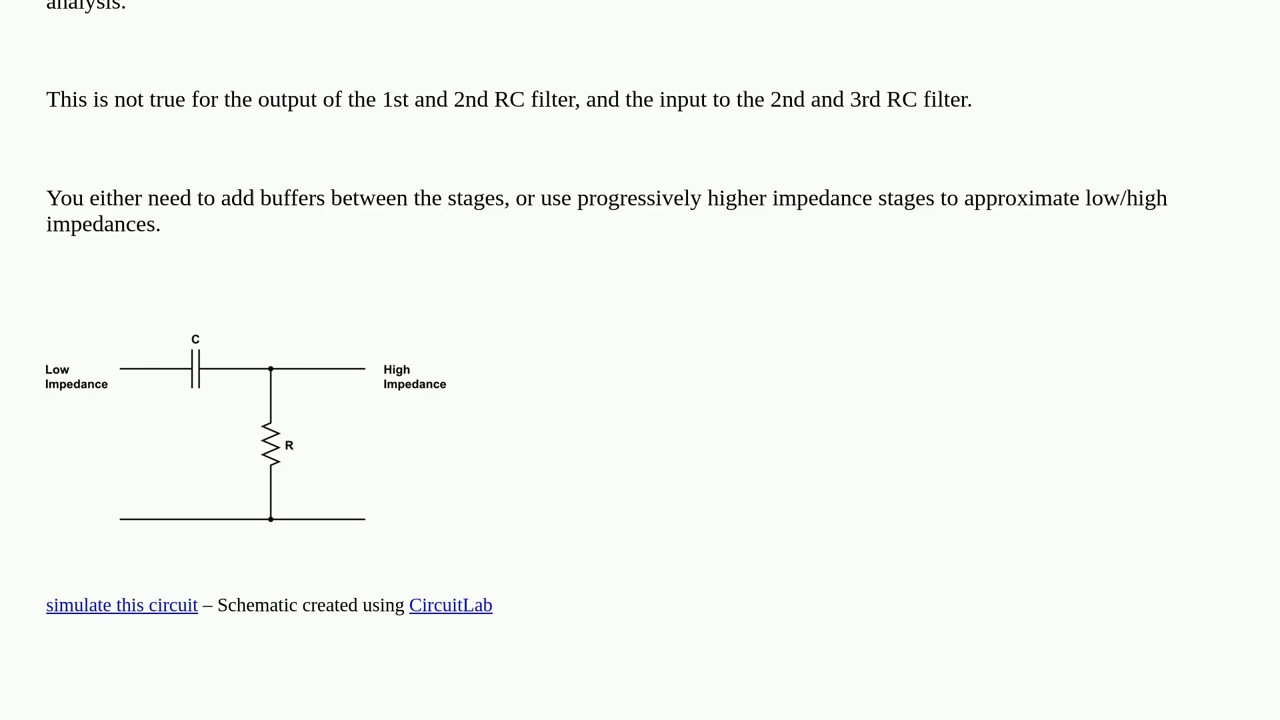 analysis.
This is not true for the output of the 1st and 2nd RC filter, and the input to the 2nd and 3rd RC filter.
You either need to add buffers between the stages, or use progressively higher impedance stages to approximate low/high
impedances.
C
Low
Impedance
High
Impedance
R
simulate this circuit – Schematic created using CircuitLab